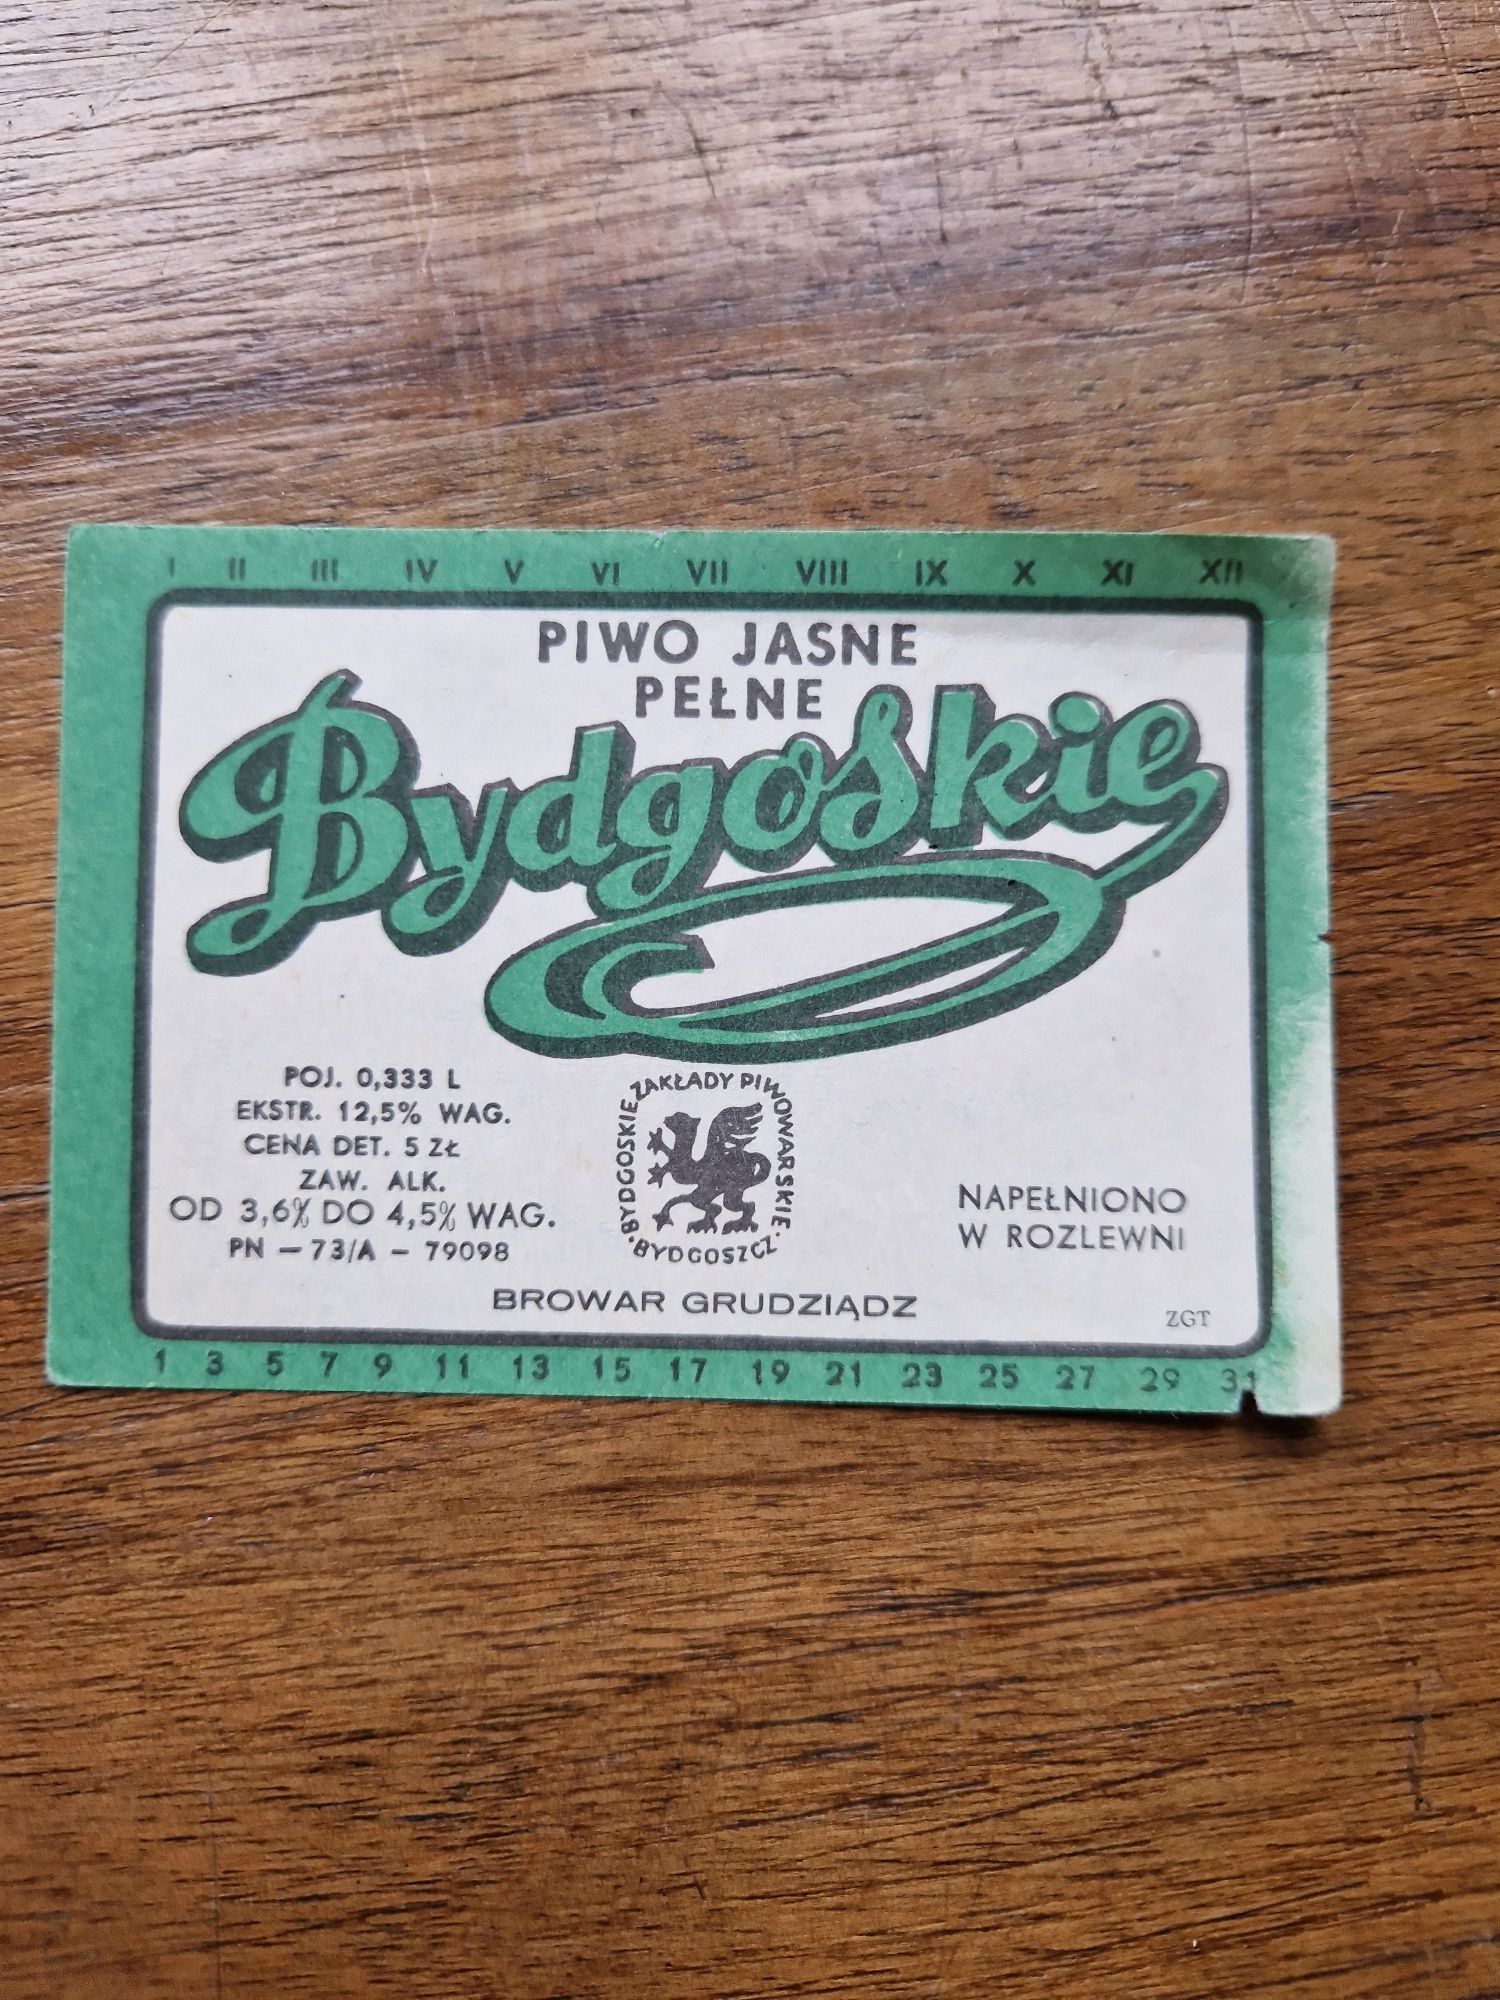 I II III IV V VI VII VIII IX X XI XII
PIWO JASNE
PEŁNE
Bydgoskie
POJ. 0,333 L
EKSTR. 12,5% WAG.
CENA DET. 5 ZŁ
ZAW. ALK.
OD 3,6% DO 4,5% WAG.
PN – 73/A – 79098
BYDGOSKIE ZAKŁADY PIWOWARSKIE
· BYDGOSZCZ ·
NAPEŁNIONO
W ROZLEWNI
BROWAR GRUDZIĄDZ
ZGT
1 3 5 7 9 11 13 15 17 19 21 23 25 27 29 31